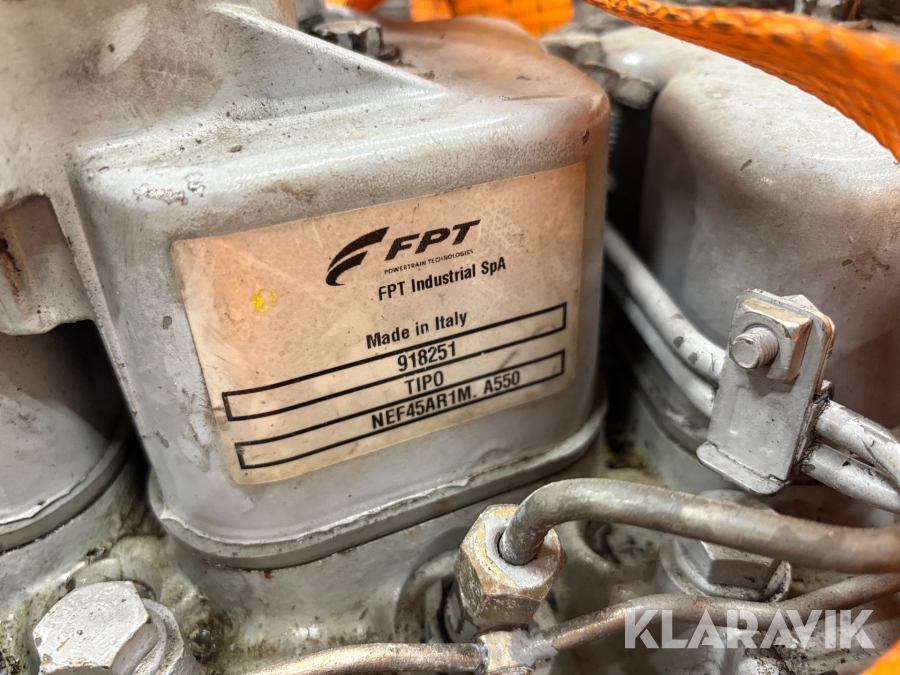 FPT
POWERTRAIN TECHNOLOGIES
FPT Industrial SpA
Made in Italy
918251
TIPO
NEF45AR1M. A550
KLARAVIK